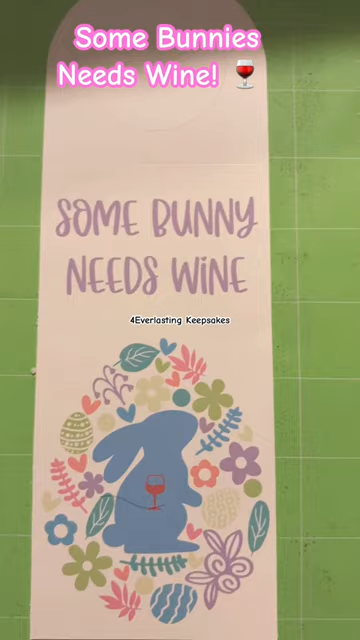 Some Bunnies
Needs Wine! 🍷
SOME BUNNY
NEEDS WINE
4Everlasting Keepsakes